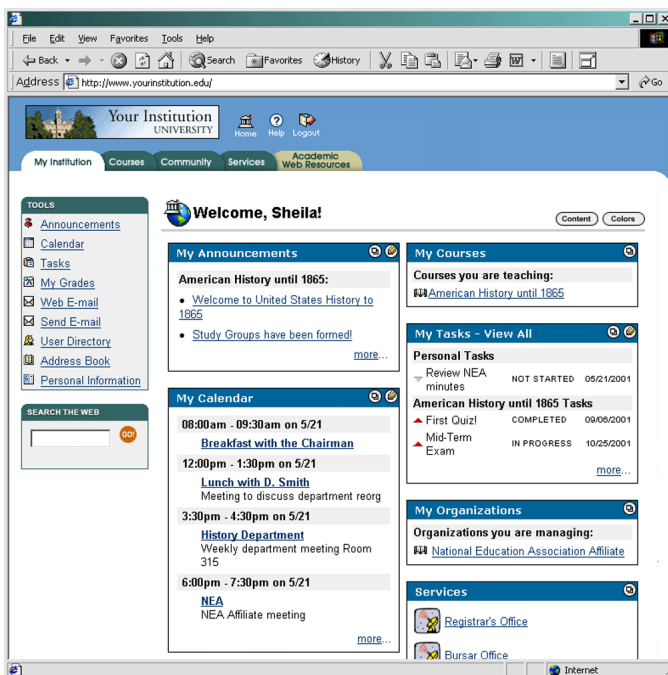 File Edit View Favorites Tools Help
Back Search Favorites History
Address http://www.yourinstitution.edu/ Go
Your Institution
UNIVERSITY
Home Help Logout
My Institution Courses Community Services Academic Web Resources
TOOLS
Announcements
Calendar
Tasks
My Grades
Web E-mail
Send E-mail
User Directory
Address Book
Personal Information
SEARCH THE WEB
GO!
Welcome, Sheila!
Content Colors
My Announcements
American History until 1865:
Welcome to United States History to
1865
Study Groups have been formed!
more...
My Calendar
08:00am - 09:30am on 5/21
Breakfast with the Chairman
12:00pm - 1:30pm on 5/21
Lunch with D. Smith
Meeting to discuss department reorg
3:30pm - 4:30pm on 5/21
History Department
Weekly department meeting Room
315
6:00pm - 7:30pm on 5/21
NEA
NEA Affiliate meeting
more...
My Courses
Courses you are teaching:
American History until 1865
My Tasks - View All
Personal Tasks
Review NEA
minutes NOT STARTED 05/21/2001
American History until 1865 Tasks
First Quiz! COMPLETED 09/06/2001
Mid-Term
Exam IN PROGRESS 10/25/2001
more...
My Organizations
Organizations you are managing:
National Education Association Affiliate
Services
Registrar's Office
Bursar Office
Internet